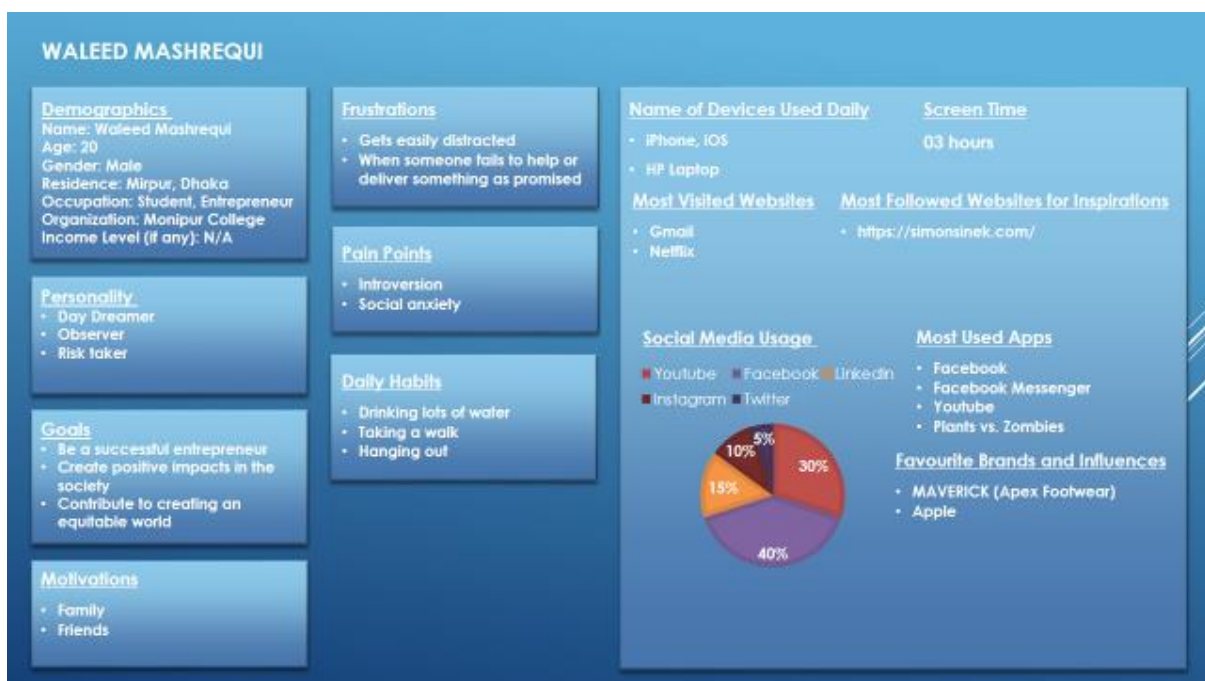 WALEED MASHREQUI
Demographics
Name: Waleed Mashrequi
Age: 20
Gender: Male
Residence: Mirpur, Dhaka
Occupation: Student, Entrepreneur
Organization: Monipur College
Income Level (if any): N/A
Personality
• Day Dreamer
• Observer
• Risk taker
Goals
• Be a successful entrepreneur
• Create positive impacts in the
society
• Contribute to creating an
equitable world
Motivations
• Family
• Friends
Frustrations
• Gets easily distracted
• When someone fails to help or
deliver something as promised
Pain Points
• Introversion
• Social anxiety
Daily Habits
• Drinking lots of water
• Taking a walk
• Hanging out
Name of Devices Used Daily
• iPhone, iOS
• HP Laptop
Screen Time
03 hours
Most Visited Websites
• Gmail
• Netflix
Most Followed Websites for Inspirations
• https://simonsinek.com/
Social Media Usage
Youtube Facebook Linkedin
Instagram Twitter
5%
10%
30%
15%
40%
Most Used Apps
• Facebook
• Facebook Messenger
• Youtube
• Plants vs. Zombies
Favourite Brands and Influences
• MAVERICK (Apex Footwear)
• Apple